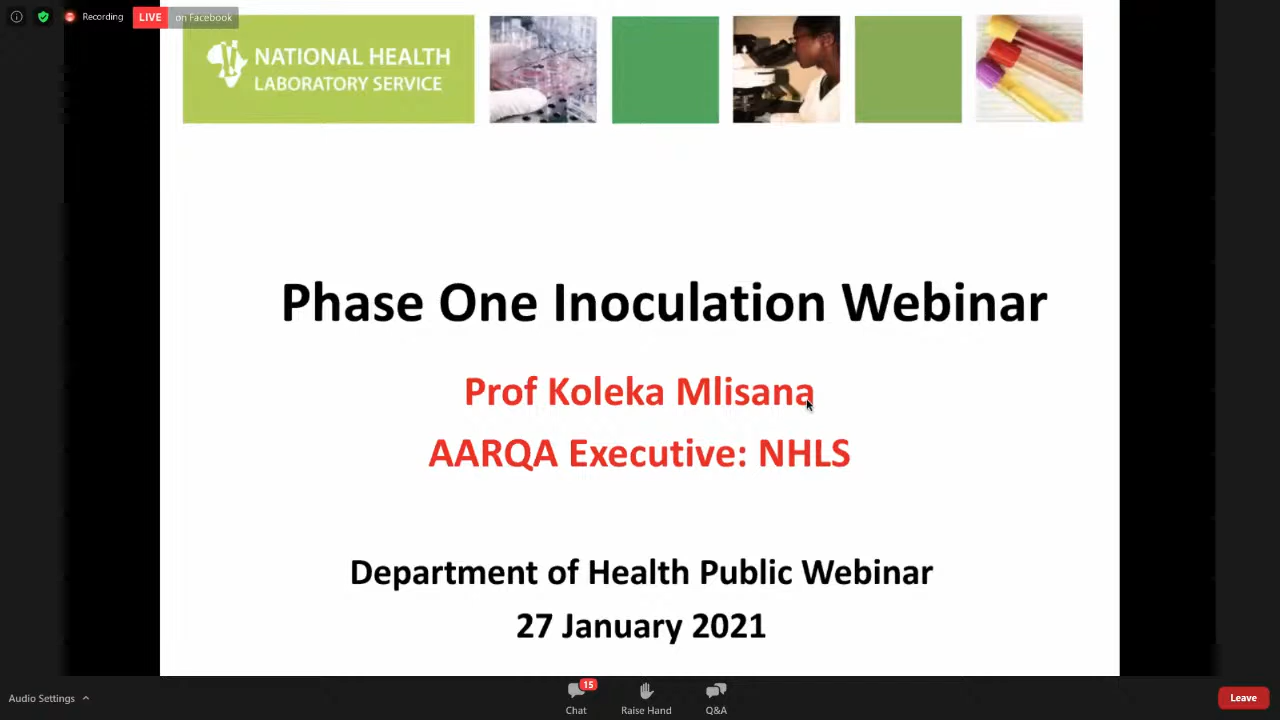 Recording
LIVE
on Facebook
NATIONAL HEALTH
LABORATORY SERVICE
Phase One Inoculation Webinar
Prof Koleka Mlisana
AARQA Executive: NHLS
Department of Health Public Webinar
27 January 2021
Audio Settings
15
Chat
Raise Hand
Q&A
Leave